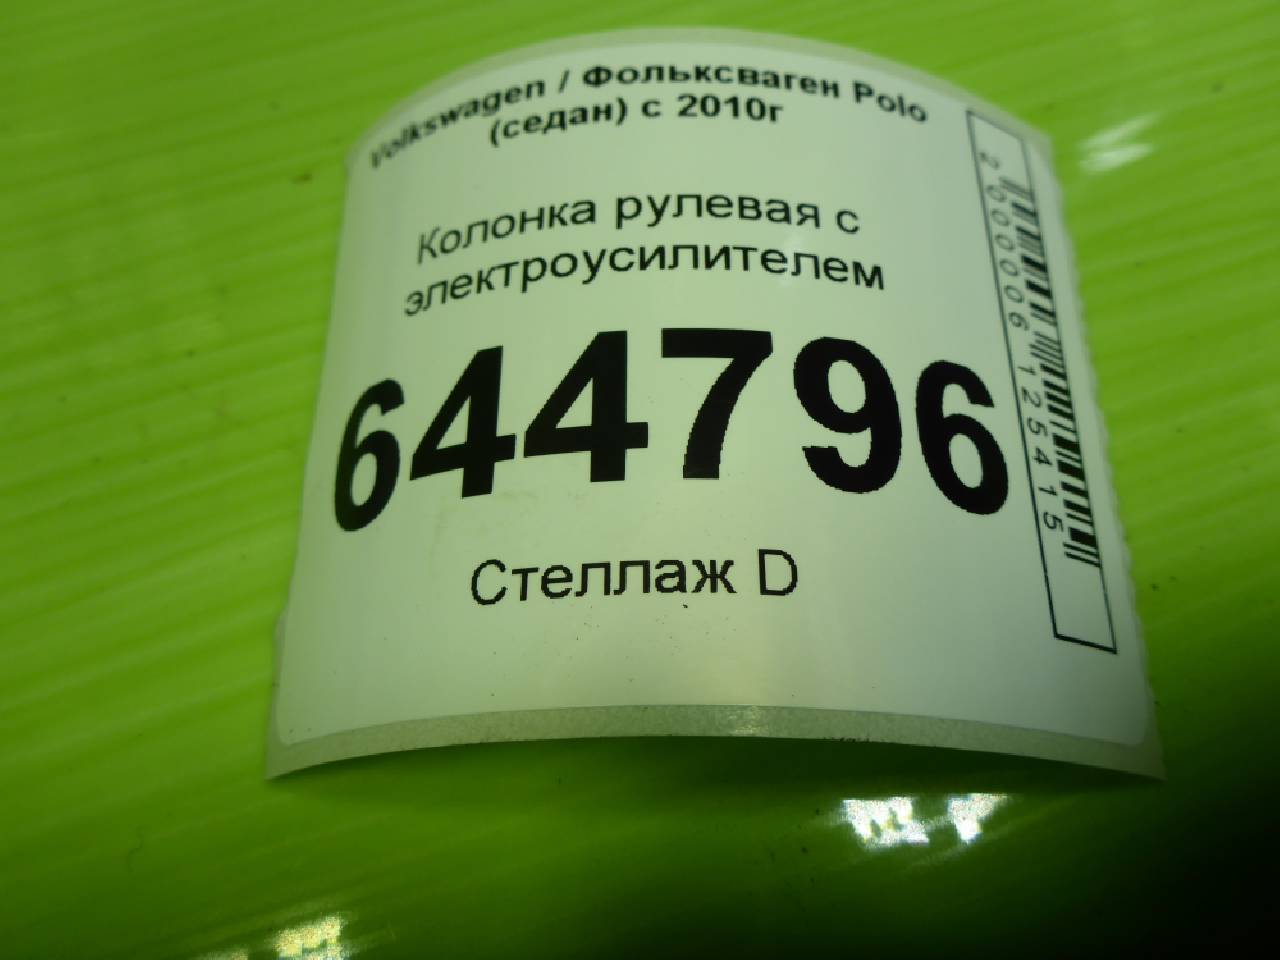 Volkswagen / Фольксваген Polo
(седан) с 2010г
Колонка рулевая с
электроусилителем
644796
Стеллаж D
2000006125415